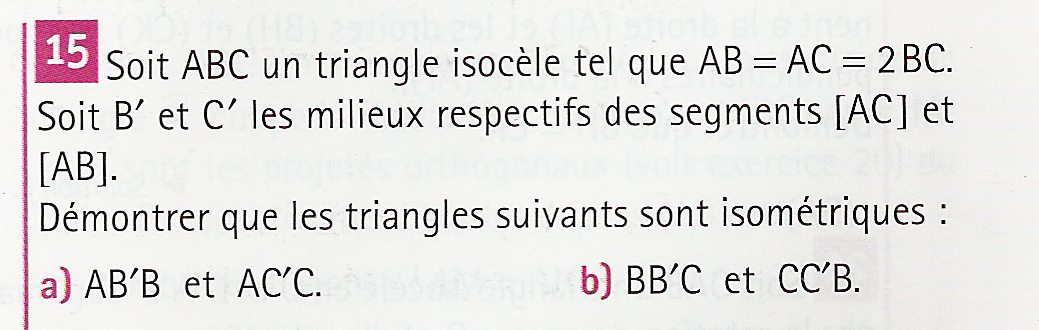 15 Soit ABC un triangle isocèle tel que AB = AC = 2BC.
Soit B′ et C′ les milieux respectifs des segments [AC] et
[AB].
Démontrer que les triangles suivants sont isométriques :
a) AB′B et AC′C. b) BB′C et CC′B.